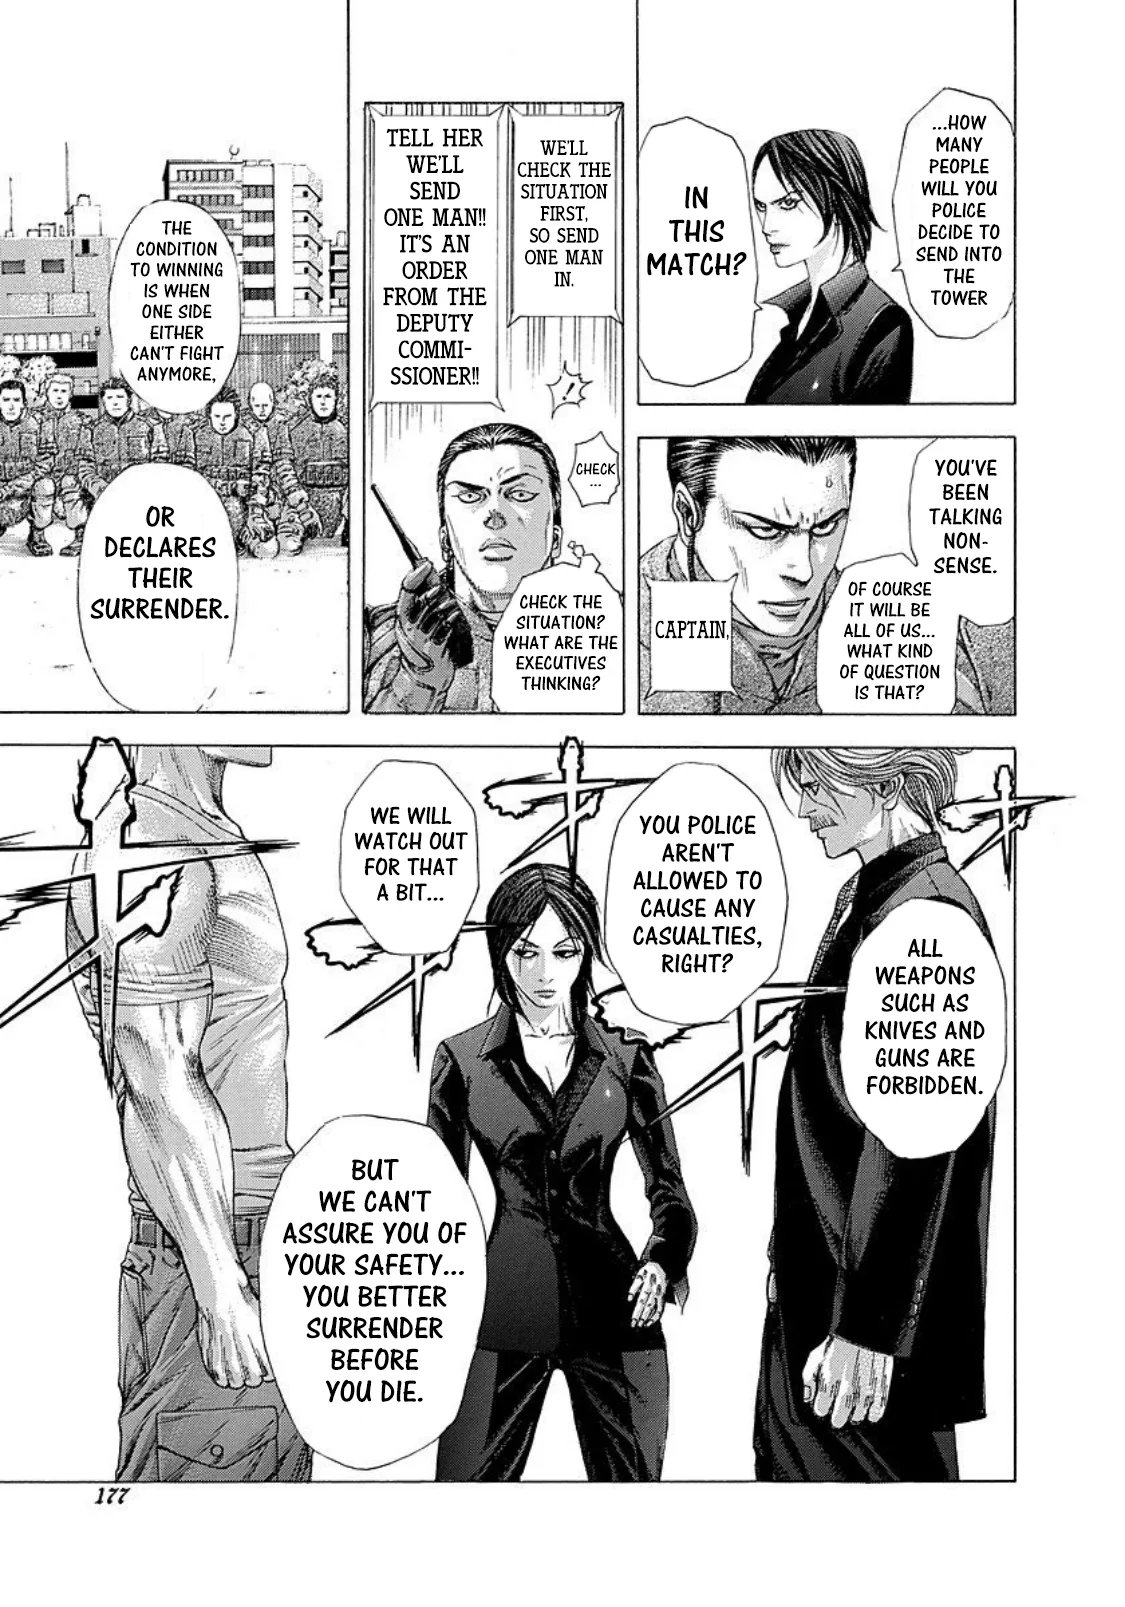 ...HOW
MANY
PEOPLE
WILL YOU
POLICE
DECIDE TO
SEND INTO
THE
TOWER
IN
THIS
MATCH?
YOU'VE
BEEN
TALKING
NON-
SENSE.
OF COURSE
IT WILL BE
ALL OF US...
WHAT KIND
OF QUESTION
IS THAT?
CAPTAIN,
WE'LL
CHECK THE
SITUATION
FIRST,
SO SEND
ONE MAN
IN.
!
CHECK
...
CHECK THE
SITUATION?
WHAT ARE THE
EXECUTIVES
THINKING?
TELL HER
WE'LL
SEND
ONE MAN!!
IT'S AN
ORDER
FROM THE
DEPUTY
COMMI-
SSIONER!!
THE
CONDITION
TO WINNING
IS WHEN
ONE SIDE
EITHER
CAN'T FIGHT
ANYMORE,
OR
DECLARES
THEIR
SURRENDER.
ALL
WEAPONS
SUCH AS
KNIVES AND
GUNS ARE
FORBIDDEN.
YOU POLICE
AREN'T
ALLOWED TO
CAUSE ANY
CASUALTIES,
RIGHT?
WE WILL
WATCH OUT
FOR THAT
A BIT...
BUT
WE CAN'T
ASSURE YOU OF
YOUR SAFETY...
YOU BETTER
SURRENDER
BEFORE
YOU DIE.
9
177